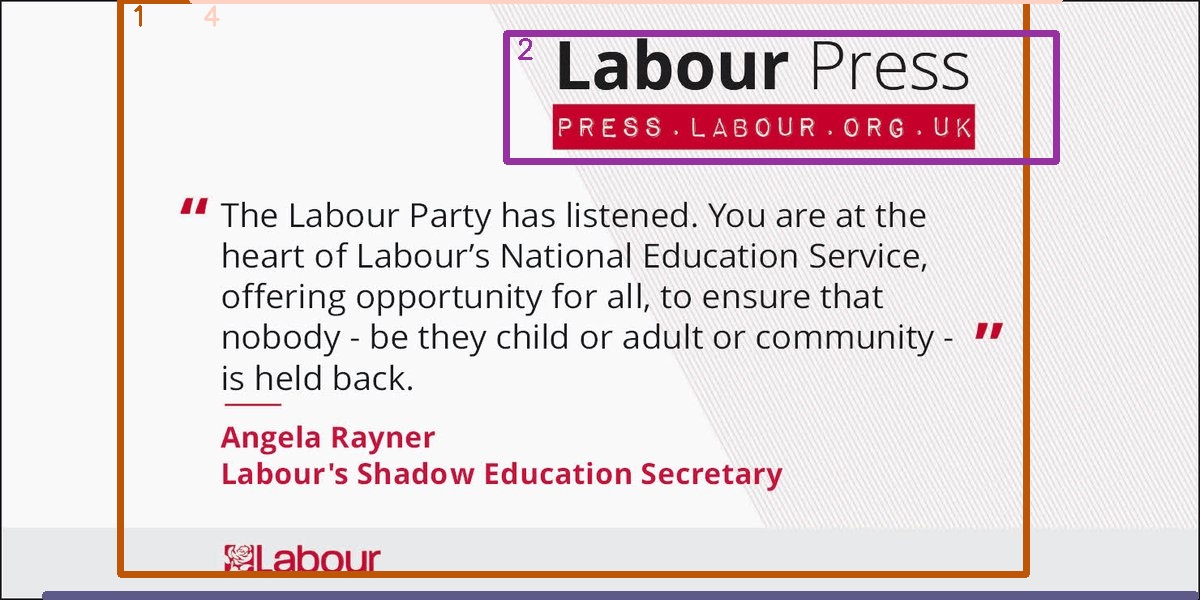 Labour Press
PRESS.LABOUR.ORG.UK
“ The Labour Party has listened. You are at the
heart of Labour’s National Education Service,
offering opportunity for all, to ensure that
nobody - be they child or adult or community - ”
is held back.
Angela Rayner
Labour's Shadow Education Secretary
Labour